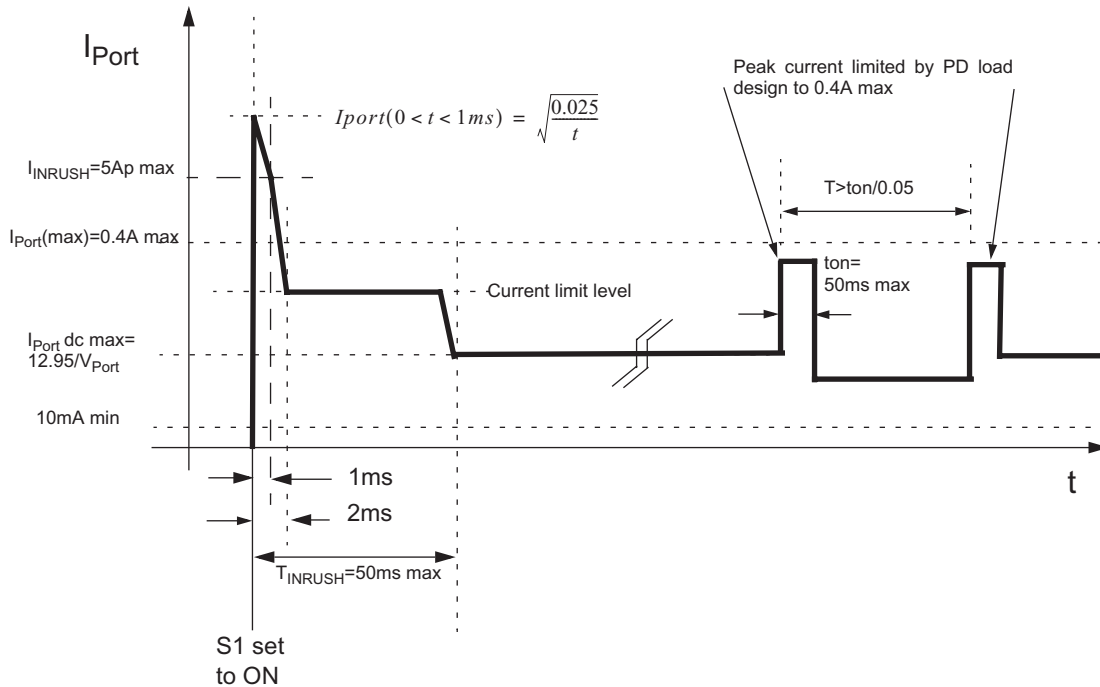 I_Port
Iport(0 < t < 1ms) = √(0.025/t)
Peak current limited by PD load
design to 0.4A max
I_INRUSH=5Ap max
T>ton/0.05
I_Port(max)=0.4A max
ton=
50ms max
Current limit level
I_Port dc max=
12.95/V_Port
10mA min
1ms
t
2ms
T_INRUSH=50ms max
S1 set
to ON